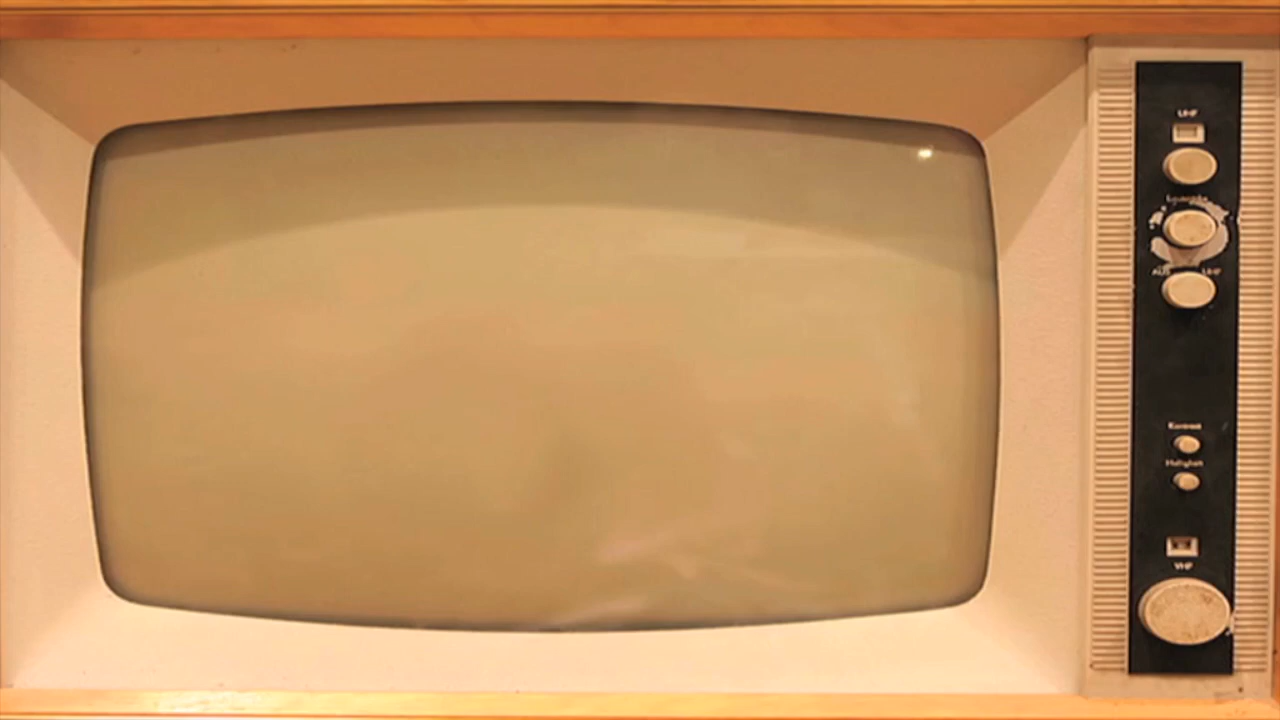 UHF
Lautstärke
AUS UHF
Kontrast
Helligkeit
VHF